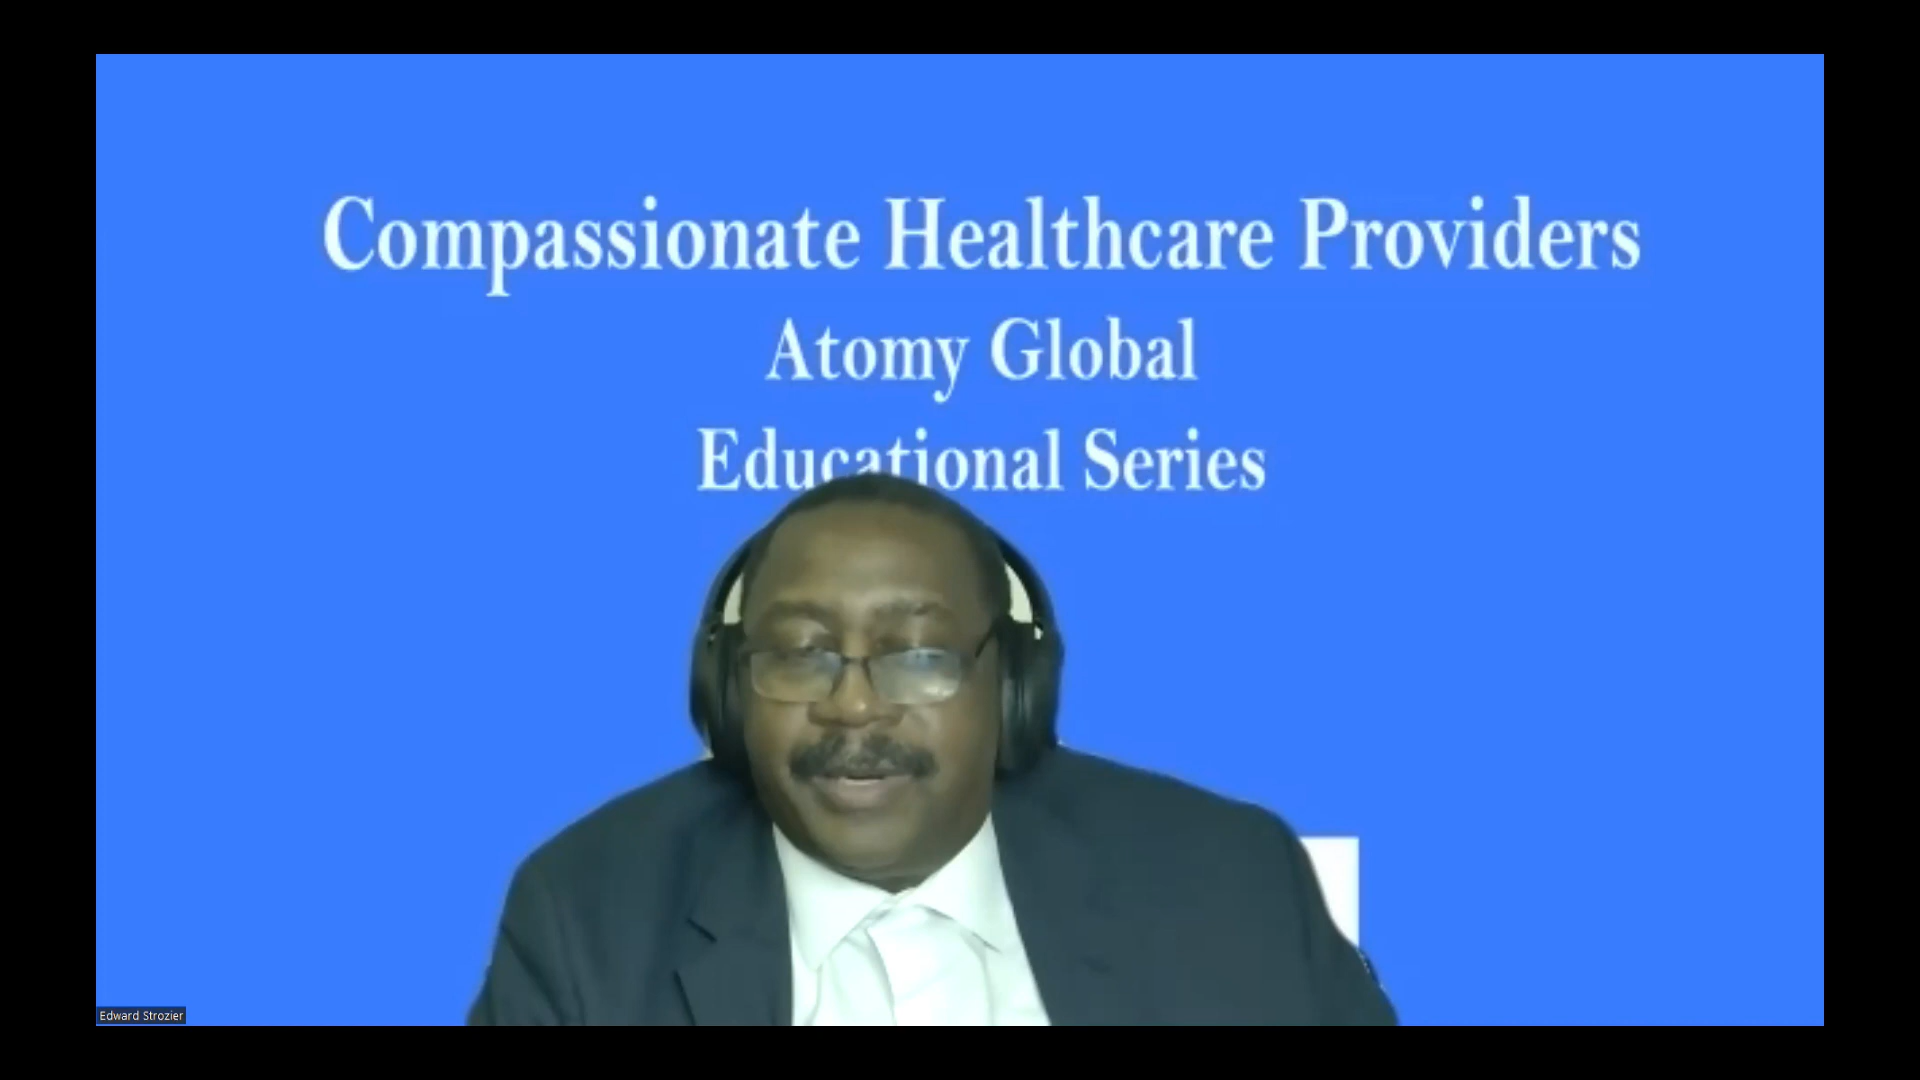 Compassionate Healthcare Providers
Atomy Global
Educational Series
Edward Strozier